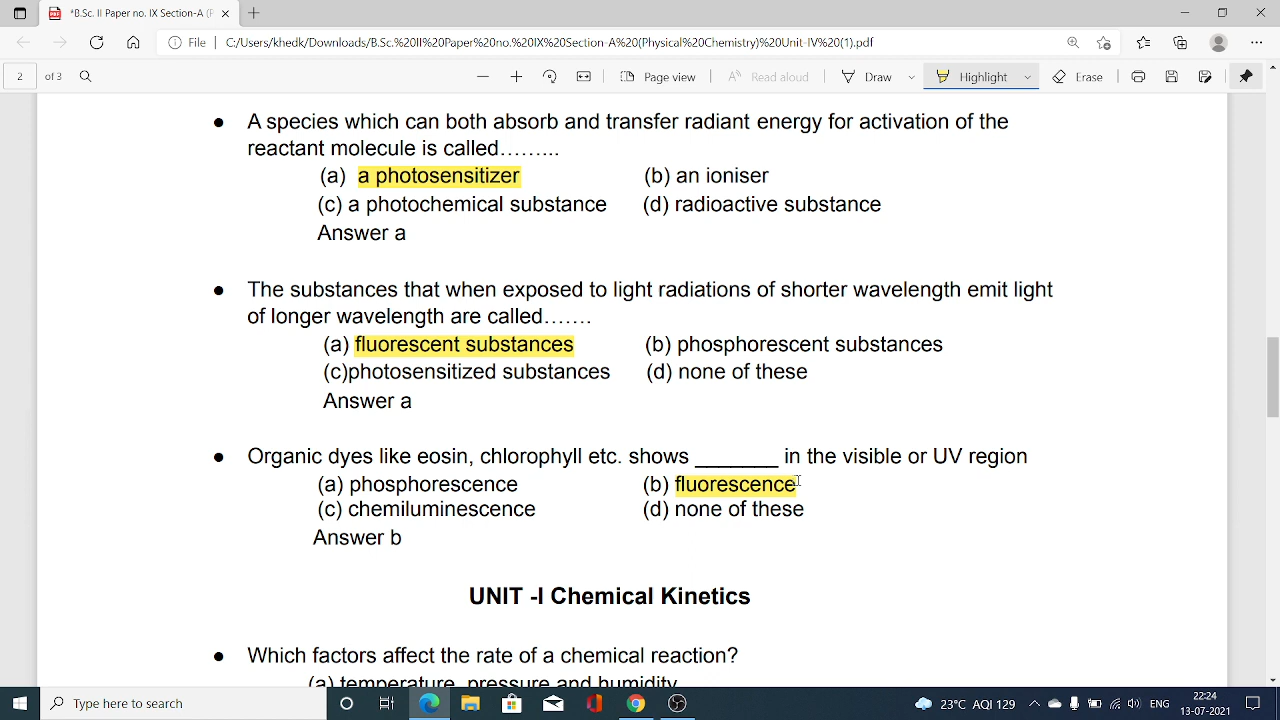 *B.Sc. II Paper no. IX Section-A (P
File | C:/Users/khedk/Downloads/B.Sc.%20II%20Paper%20no.%20IX%20Section-A%20(Physical%20Chemistry)%20Unit-IV%20(1).pdf
2 of 3 Page view Read aloud Draw Highlight Erase
● A species which can both absorb and transfer radiant energy for activation of the
reactant molecule is called……...
(a) a photosensitizer (b) an ioniser
(c) a photochemical substance (d) radioactive substance
Answer a
● The substances that when exposed to light radiations of shorter wavelength emit light
of longer wavelength are called…….
(a) fluorescent substances (b) phosphorescent substances
(c)photosensitized substances (d) none of these
Answer a
● Organic dyes like eosin, chlorophyll etc. shows _______ in the visible or UV region
(a) phosphorescence (b) fluorescence
(c) chemiluminescence (d) none of these
Answer b
UNIT -I Chemical Kinetics
● Which factors affect the rate of a chemical reaction?
(a) temperature, pressure and humidity
Type here to search 23°C AQI 129 ENG 22:24
13-07-2021